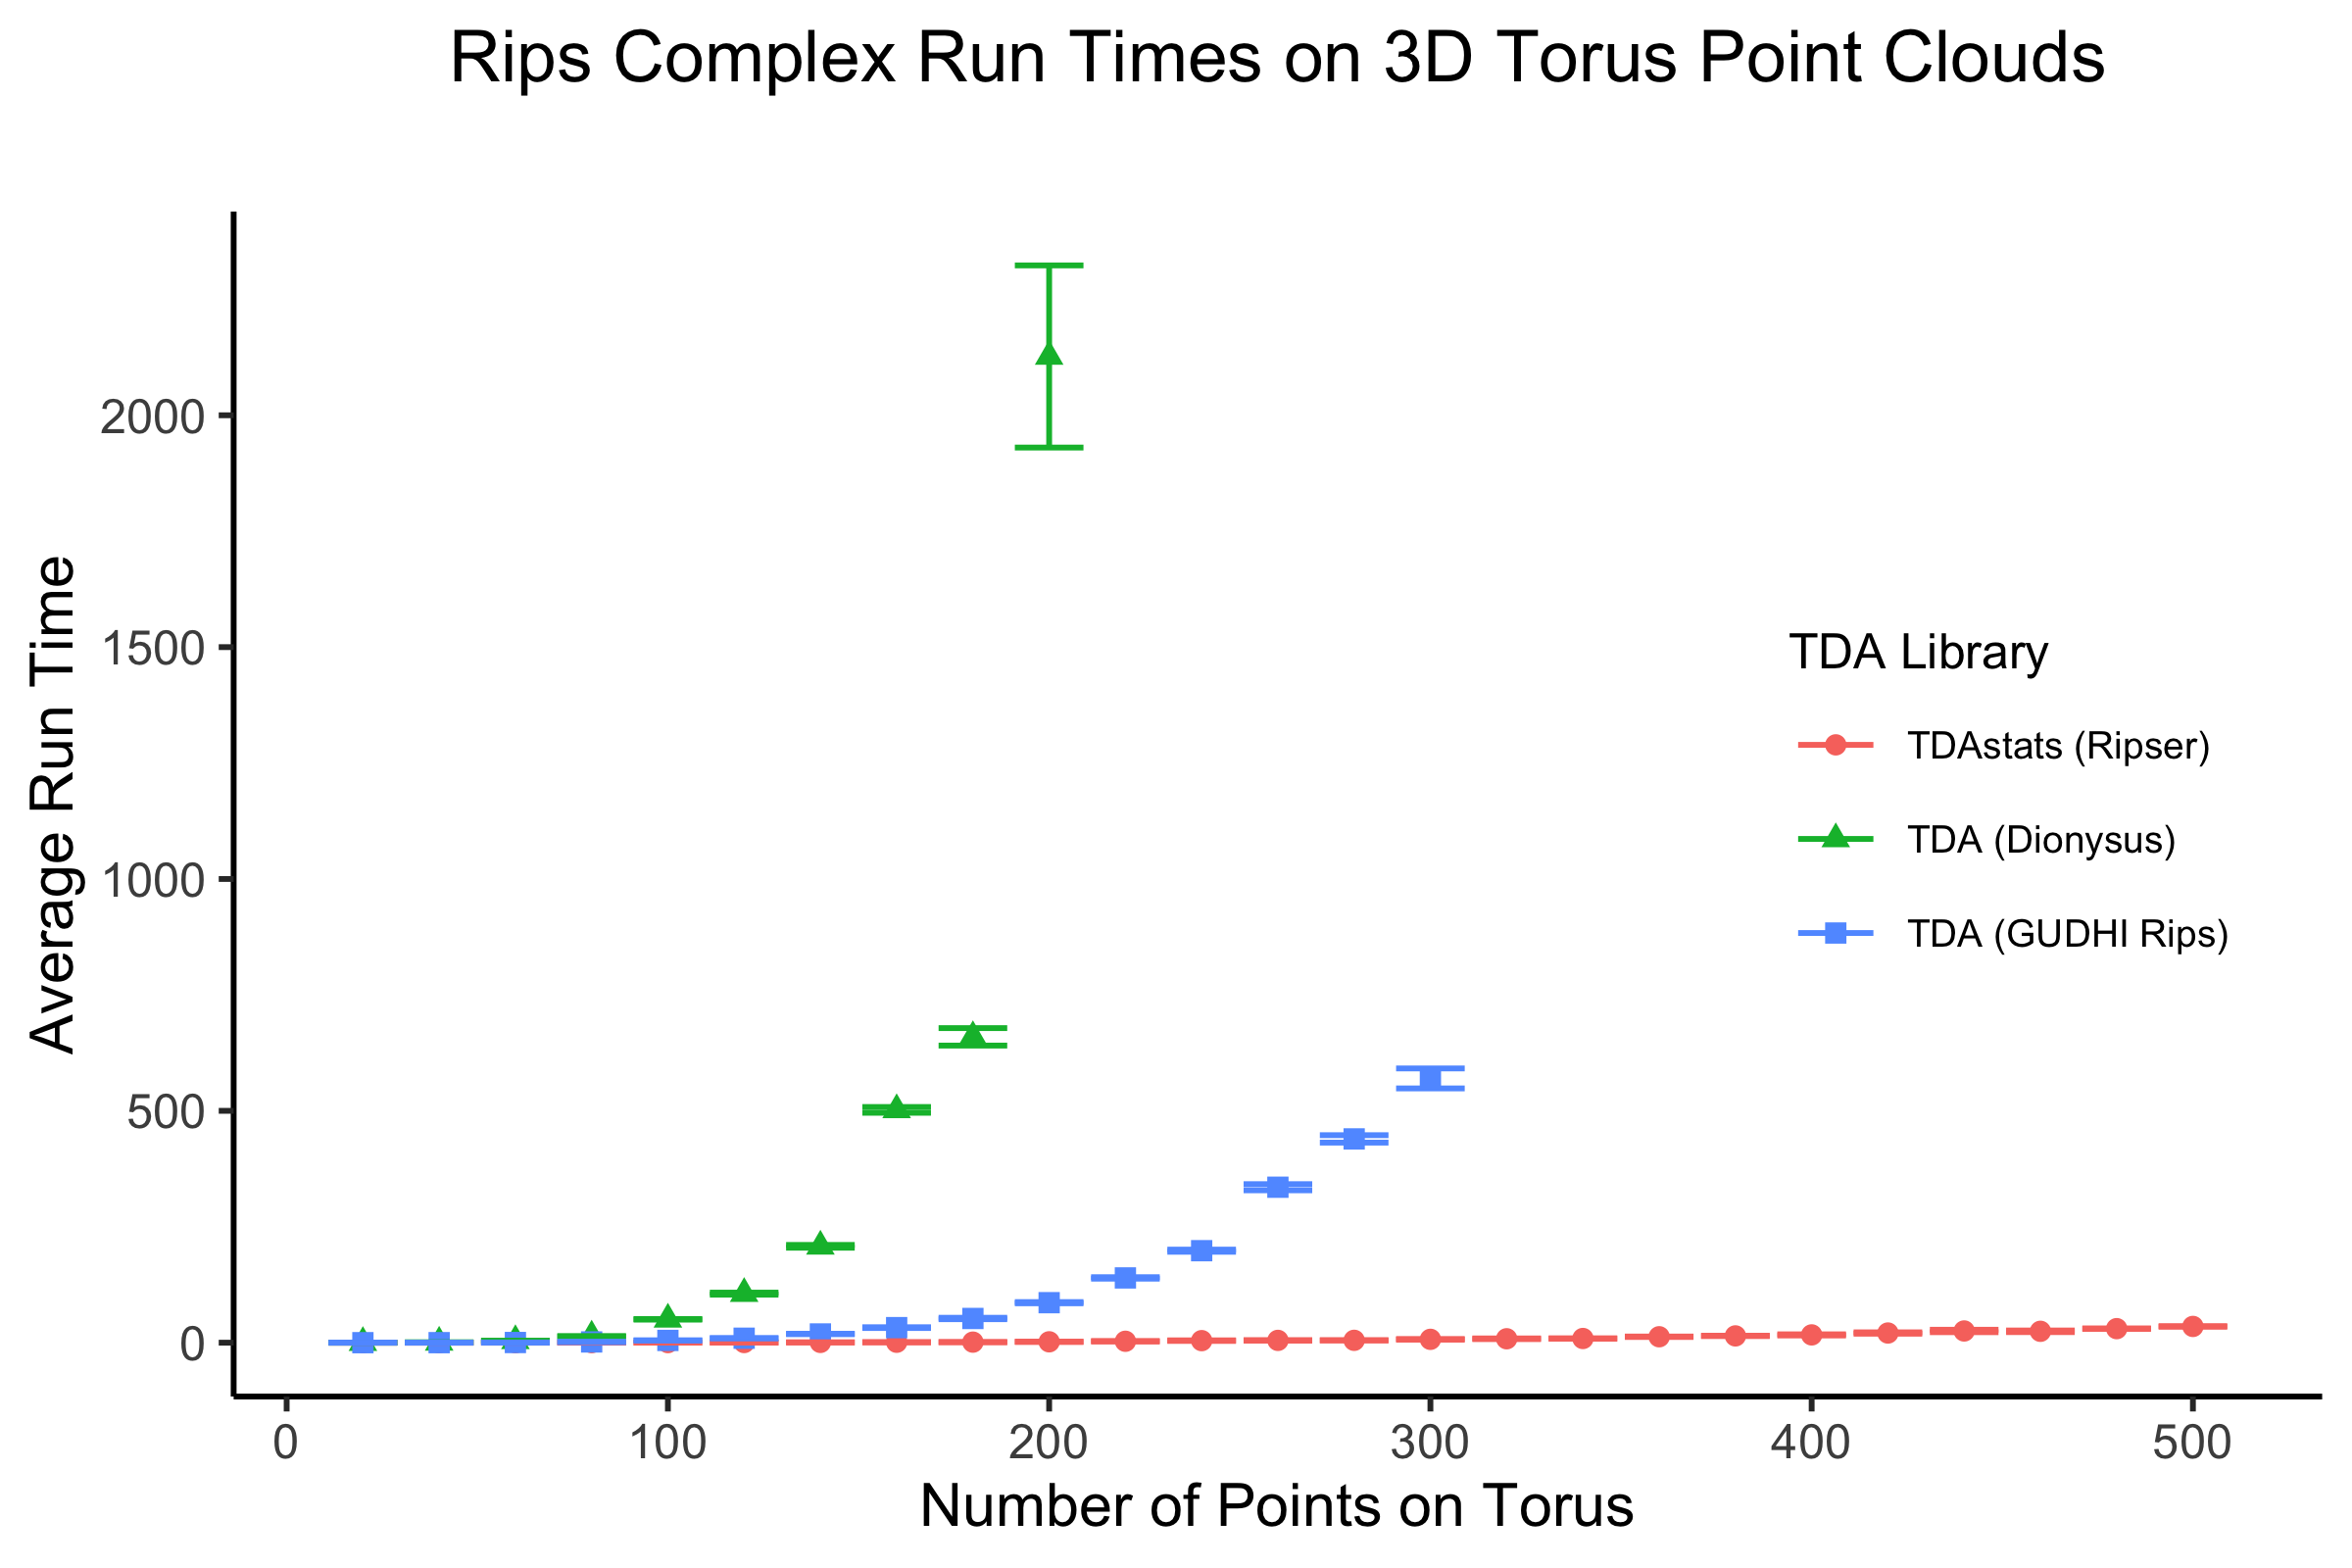 Rips Complex Run Times on 3D Torus Point Clouds
Average Run Time
2000
1500
1000
500
0
TDA Library
TDAstats (Ripser)
TDA (Dionysus)
TDA (GUDHI Rips)
0 100 200 300 400 500
Number of Points on Torus